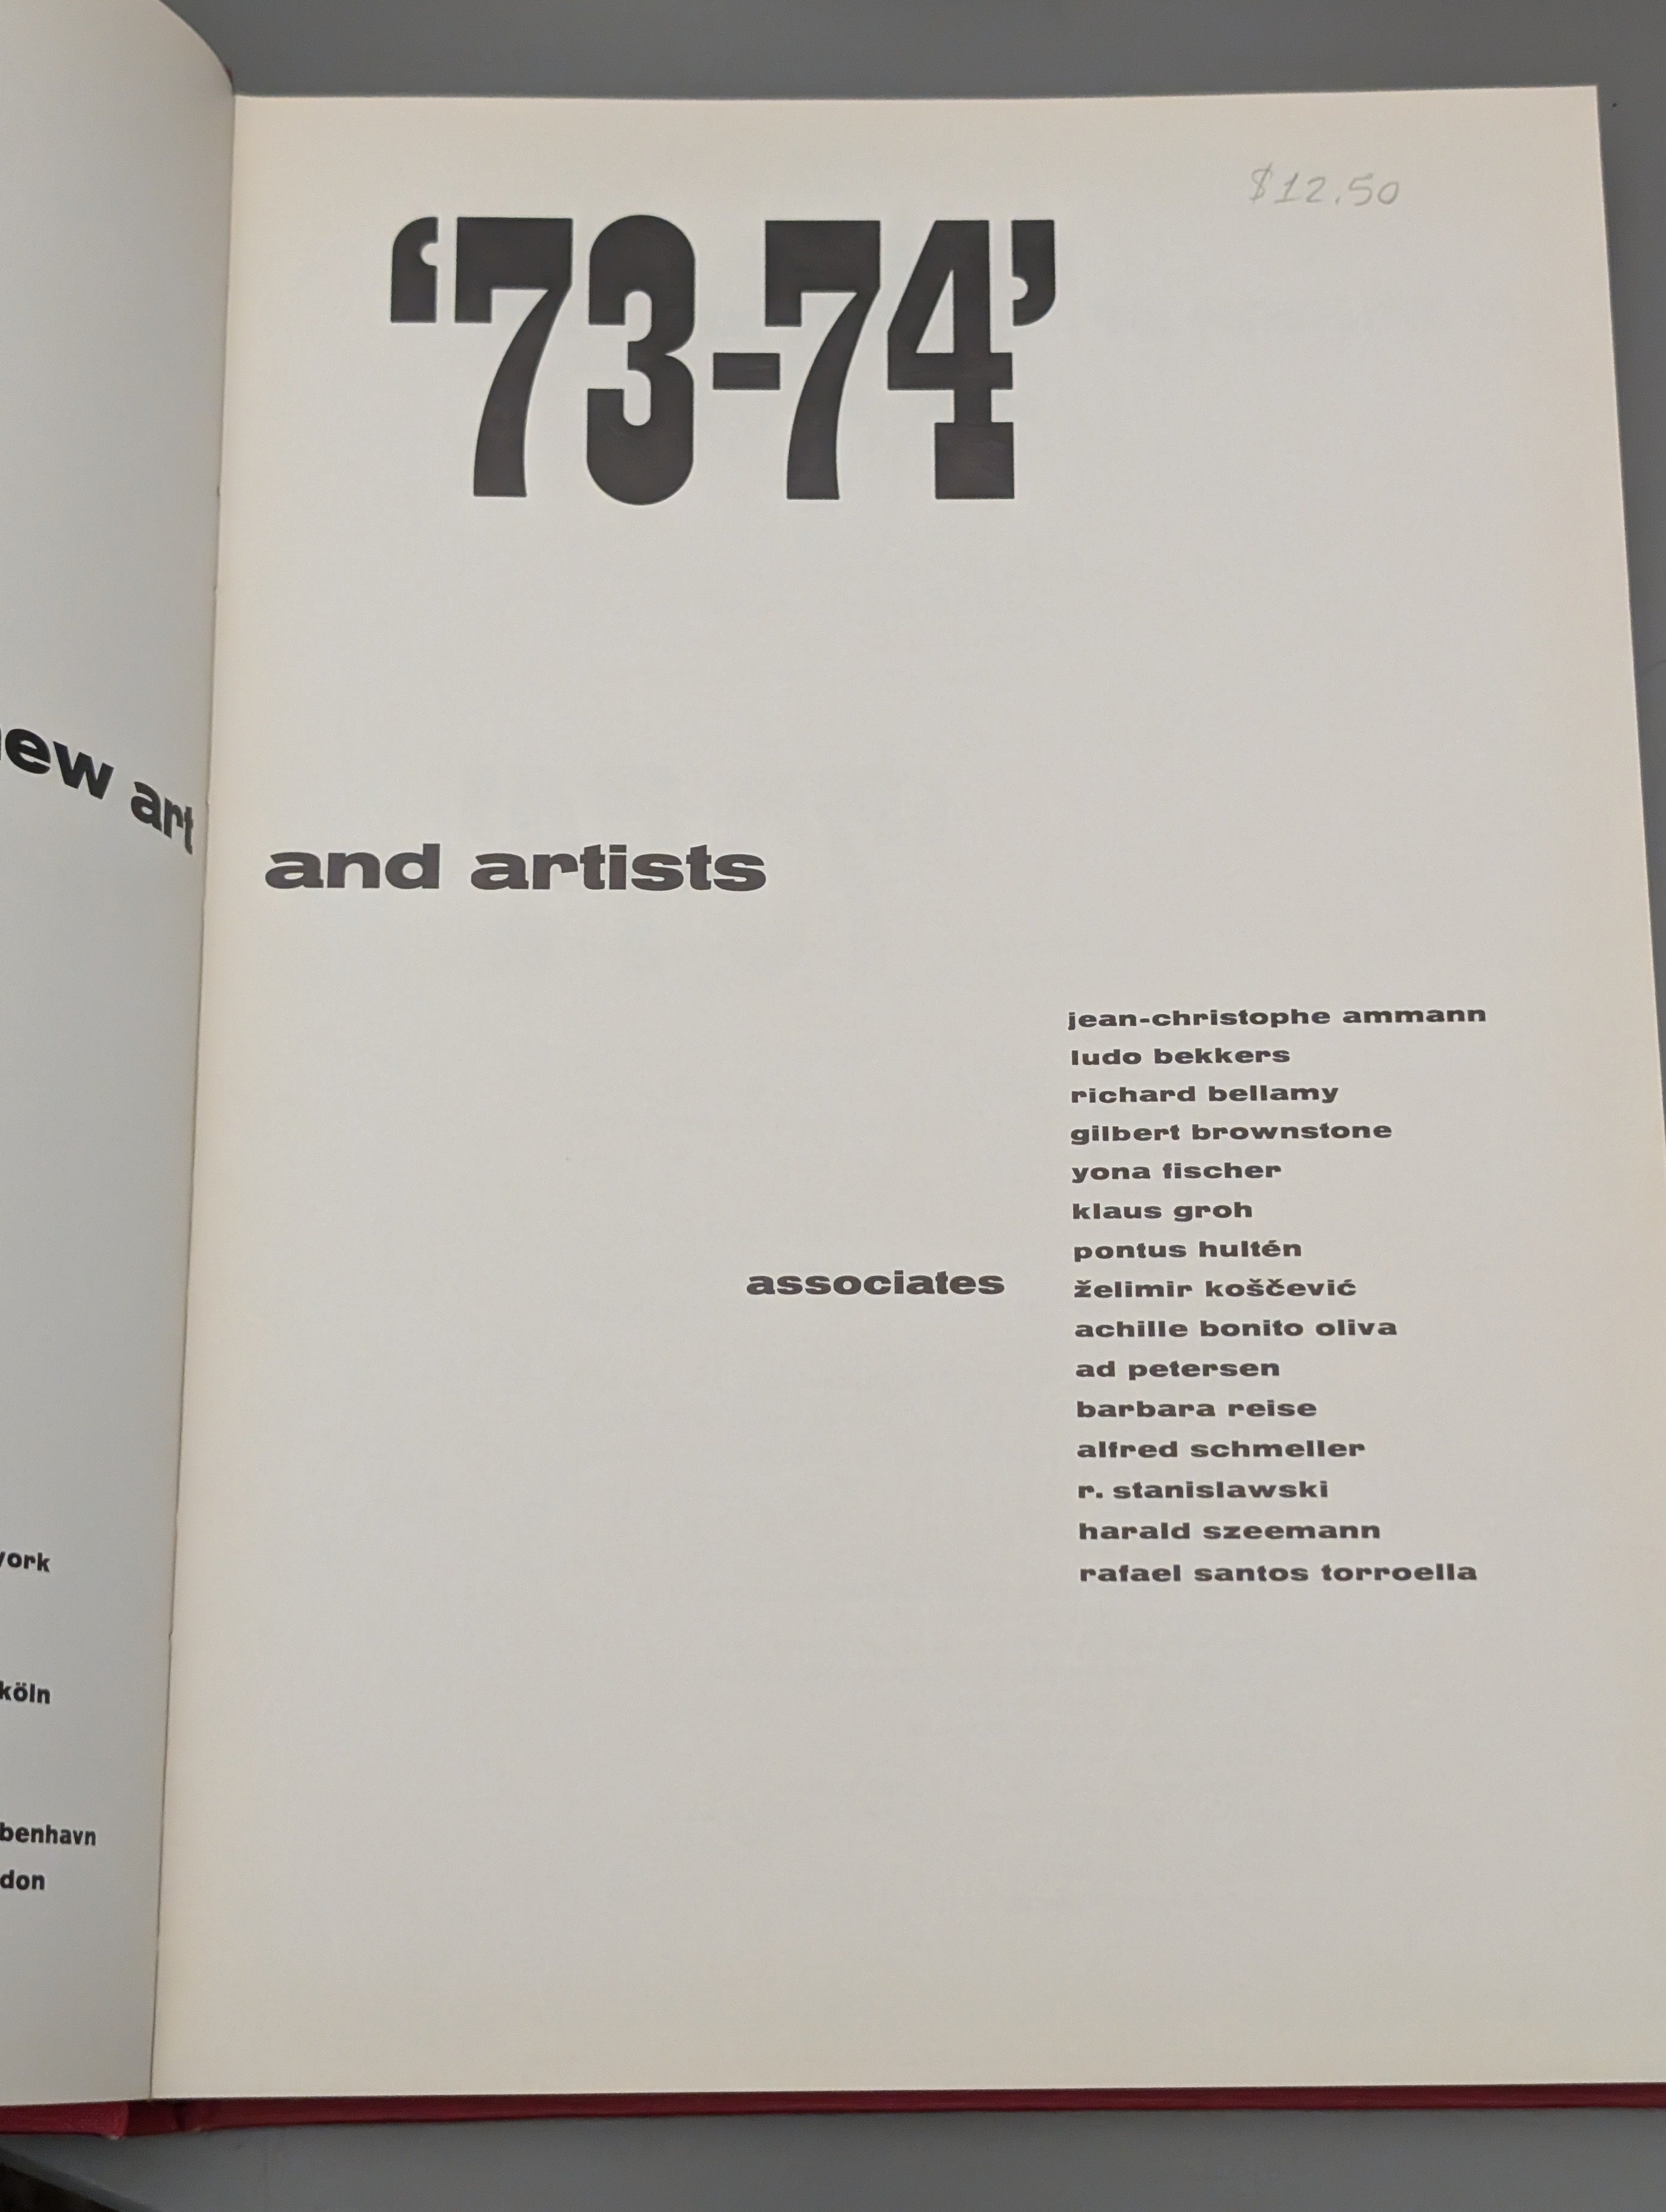 $12.50
‘73-74’
ew art
and artists
jean-christophe ammann
ludo bekkers
richard bellamy
gilbert brownstone
yona fischer
klaus groh
pontus hultén
associates
želimir koščević
achille bonito oliva
ad petersen
barbara reise
alfred schmeller
r. stanislawski
harald szeemann
rafael santos torroella
york
köln
benhavn
don